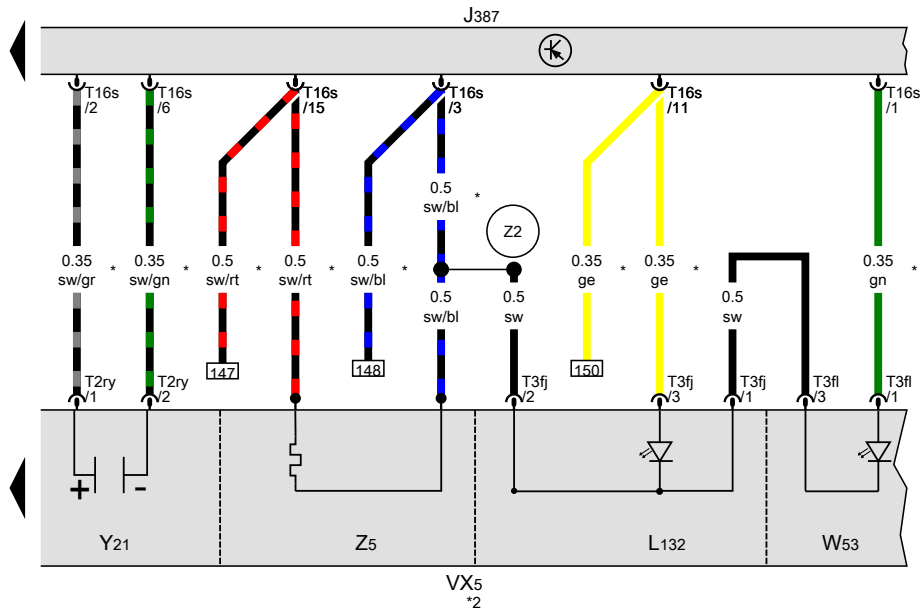 J387
T16s
/2
T16s
/6
T16s
/15
T16s
/3
T16s
/11
T16s
/1
0.5
sw/bl
*
Z2
0.35
sw/gr
*
0.35
sw/gn
*
0.5
sw/rt
*
0.5
sw/rt
*
0.5
sw/bl
*
0.5
sw/bl
0.5
sw
0.35
ge
*
0.35
ge
*
0.5
sw
0.35
gn
*
147
148
150
T2ry
/1
T2ry
/2
T3fj
/2
T3fj
/3
T3fj
/1
T3fl
/3
T3fl
/1
+
-
Y21
Z5
L132
W53
VX5
*2